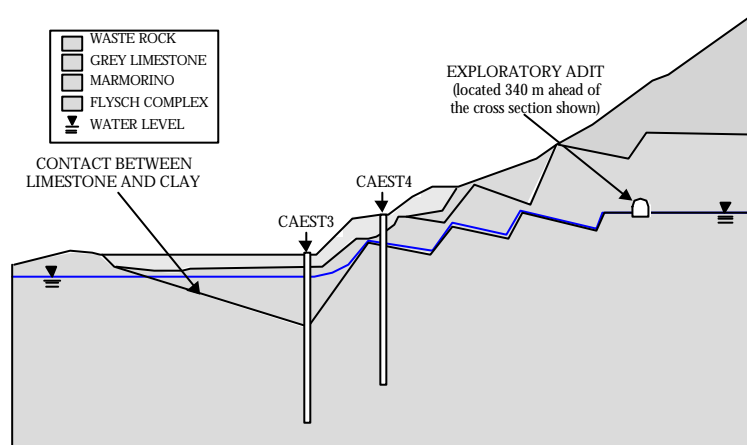 WASTE ROCK
GREY LIMESTONE
MARMORINO
FLYSCH COMPLEX
WATER LEVEL
EXPLORATORY ADIT
(located 340 m ahead of
the cross section shown)
CONTACT BETWEEN
LIMESTONE AND CLAY
CAEST4
CAEST3